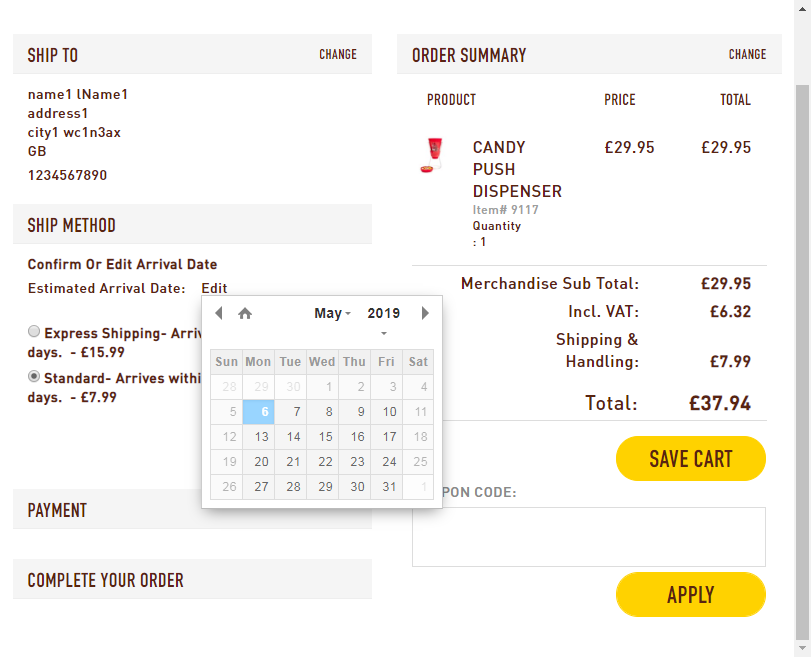 SHIP TO
CHANGE
name1 lName1
address1
city1 wc1n3ax
GB
1234567890
SHIP METHOD
Confirm Or Edit Arrival Date
Estimated Arrival Date: Edit
Express Shipping- Arriv
days. - £15.99
Standard- Arrives within
days. - £7.99
May 2019
Sun Mon Tue Wed Thu Fri Sat
28 29 30 1 2 3 4
5 6 7 8 9 10 11
12 13 14 15 16 17 18
19 20 21 22 23 24 25
26 27 28 29 30 31 1
PAYMENT
COMPLETE YOUR ORDER
ORDER SUMMARY
CHANGE
PRODUCT PRICE TOTAL
CANDY £29.95 £29.95
PUSH
DISPENSER
Item# 9117
Quantity
: 1
Merchandise Sub Total: £29.95
Incl. VAT: £6.32
Shipping &
Handling: £7.99
Total: £37.94
SAVE CART
PON CODE:
APPLY